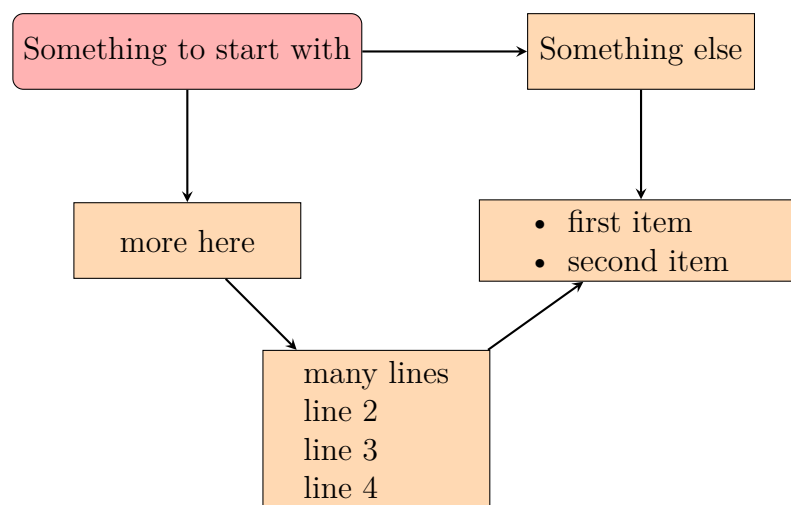 Something to start with
Something else
more here
• first item
• second item
many lines
line 2
line 3
line 4